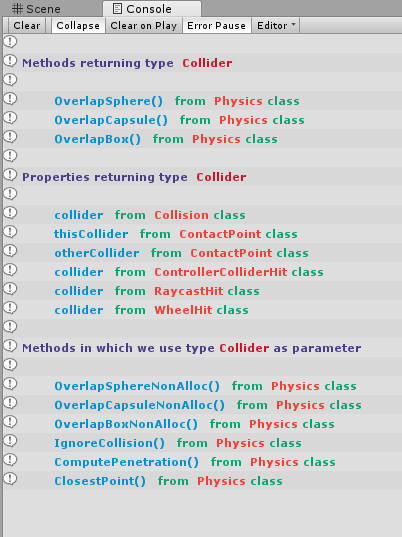 Scene Console
Clear Collapse Clear on Play Error Pause Editor
Methods returning type Collider
OverlapSphere() from Physics class
OverlapCapsule() from Physics class
OverlapBox() from Physics class
Properties returning type Collider
collider from Collision class
thisCollider from ContactPoint class
otherCollider from ContactPoint class
collider from ControllerColliderHit class
collider from RaycastHit class
collider from WheelHit class
Methods in which we use type Collider as parameter
OverlapSphereNonAlloc() from Physics class
OverlapCapsuleNonAlloc() from Physics class
OverlapBoxNonAlloc() from Physics class
IgnoreCollision() from Physics class
ComputePenetration() from Physics class
ClosestPoint() from Physics class